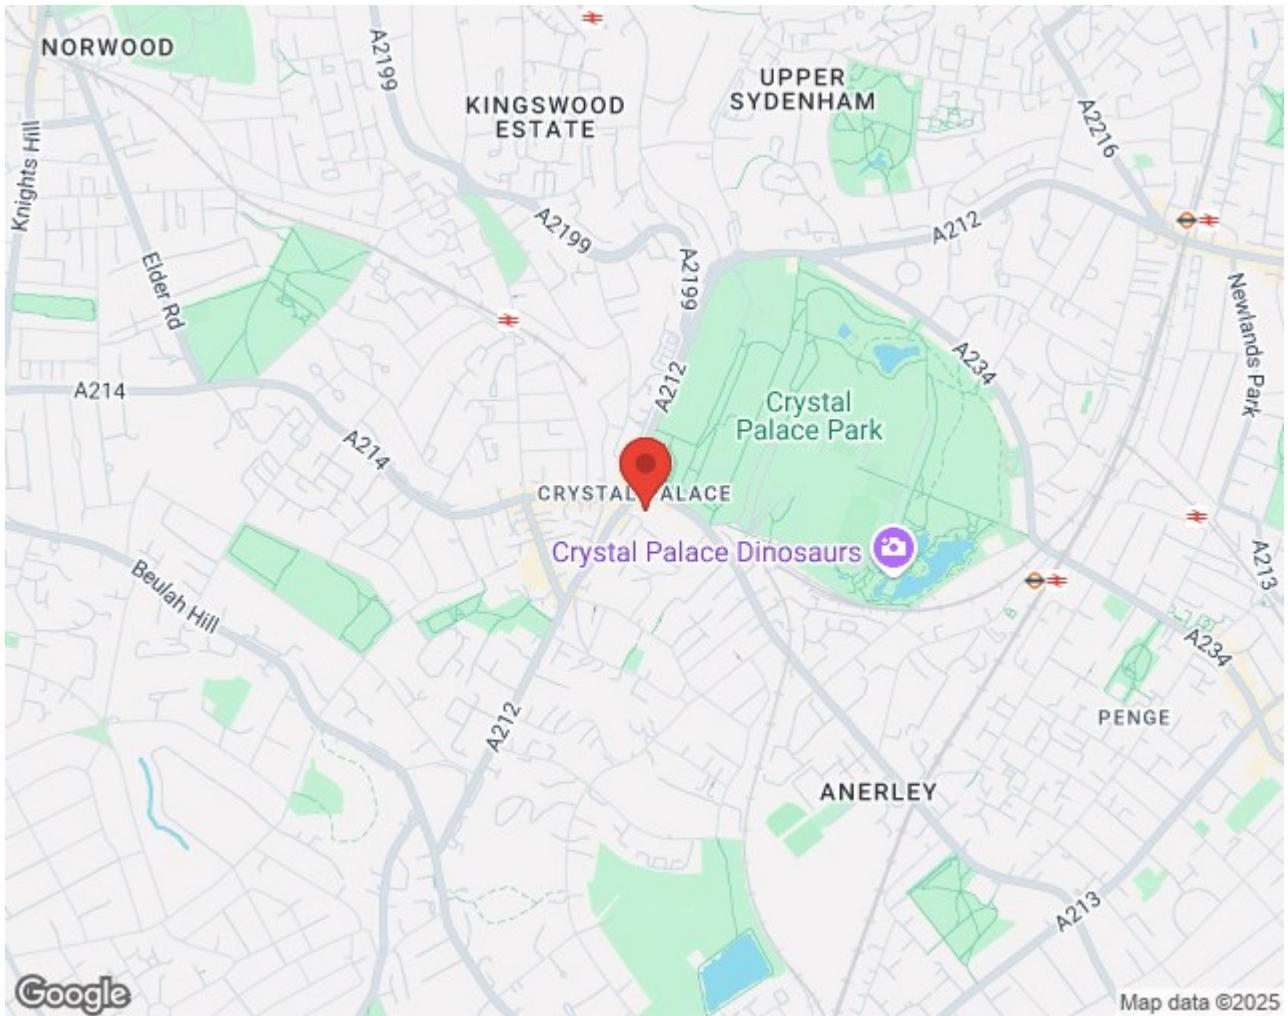 NORWOOD
A2199
KINGSWOOD
ESTATE
UPPER
SYDENHAM
A2216
Knights Hill
A2199
A212
A2199
Elder Rd
Newlands Park
A234
A212
A214
Crystal
Palace Park
A214
CRYSTAL PALACE
Crystal Palace Dinosaurs
A213
Beulah Hill
A234
A212
PENGE
ANERLEY
A213
Google
Map data ©2025